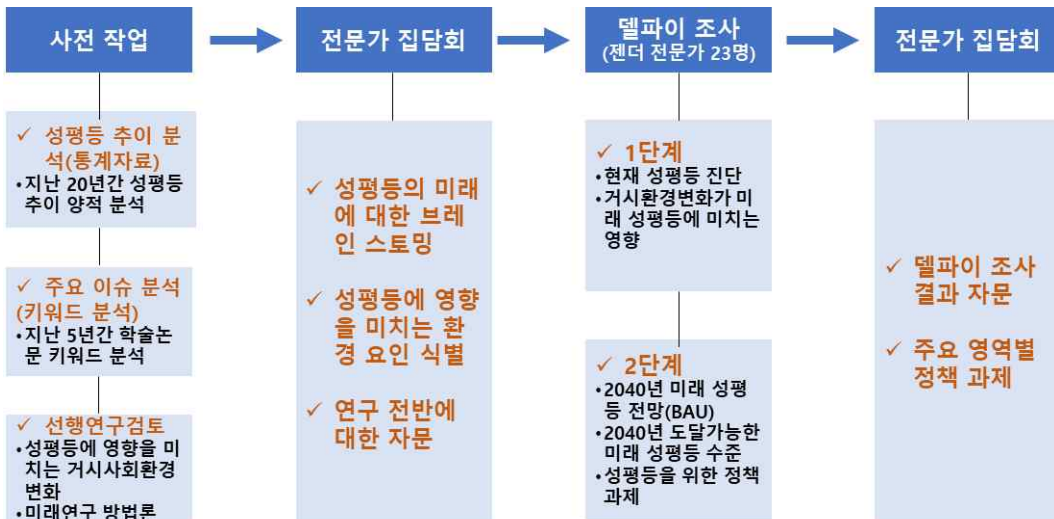 사전 작업
✓ 성평등 추이 분
석(통계자료)
•지난 20년간 성평등
추이 양적 분석
✓ 주요 이슈 분석
(키워드 분석)
•지난 5년간 학술논
문 키워드 분석
✓ 선행연구검토
•성평등에 영향을 미
치는 거시사회환경
변화
•미래연구 방법론
전문가 집담회
✓ 성평등의 미래
에 대한 브레
인 스토밍
✓ 성평등에 영향
을 미치는 환
경 요인 식별
✓ 연구 전반에
대한 자문
델파이 조사
(젠더 전문가 23명)
✓ 1단계
•현재 성평등 진단
•거시환경변화가 미
래 성평등에 미치는
영향
✓ 2단계
•2040년 미래 성평
등 전망(BAU)
•2040년 도달가능한
미래 성평등 수준
•성평등을 위한 정책
과제
전문가 집담회
✓ 델파이 조사
결과 자문
✓ 주요 영역별
정책 과제